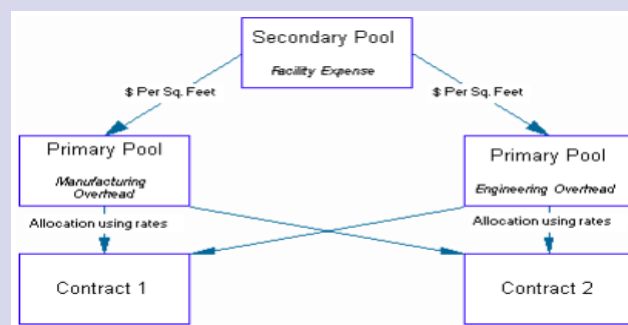 Secondary Pool
Facility Expense
$ Per Sq. Feet
$ Per Sq. Feet
Primary Pool
Manufacturing
Overhead
Primary Pool
Engineering Overhead
Allocation using rates
Allocation using rates
Contract 1
Contract 2